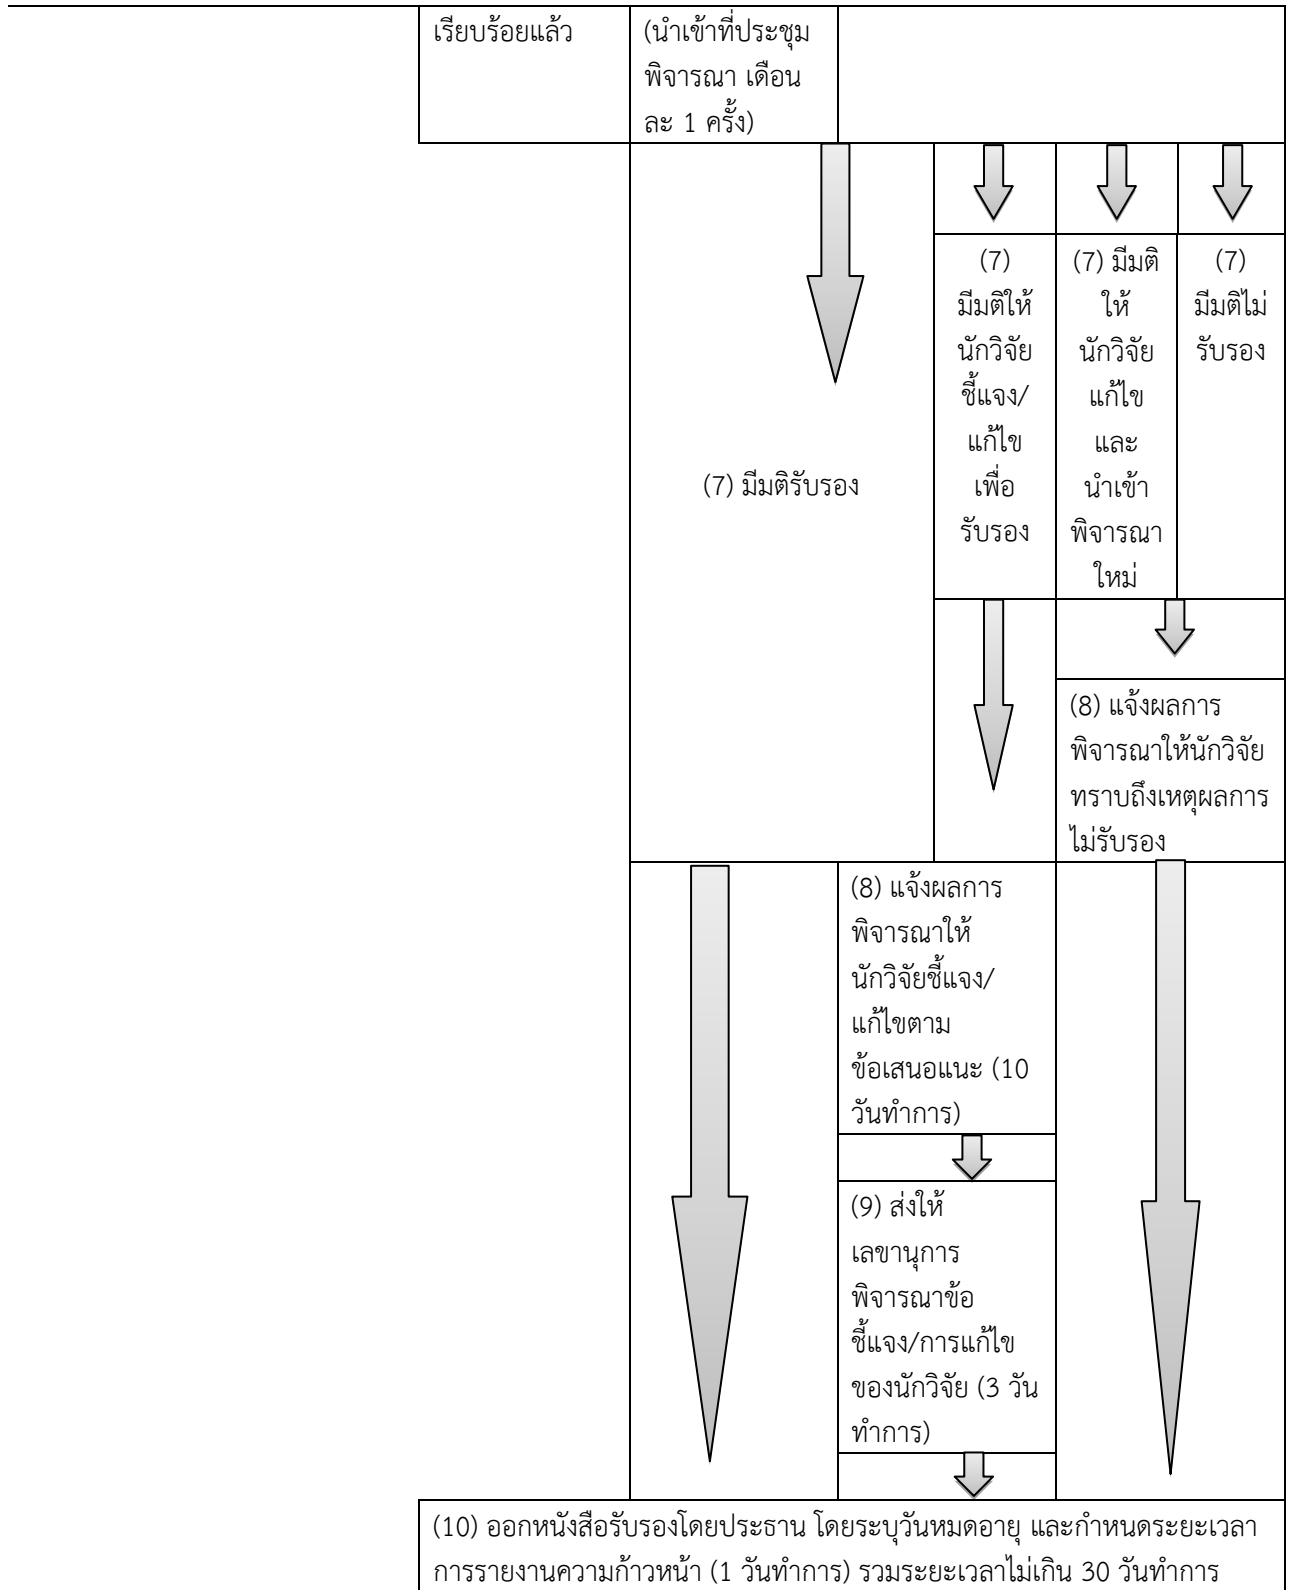 เรียบร้อยแล้ว
(นำเข้าที่ประชุม
พิจารณา เดือน
ละ 1 ครั้ง)
(7) มีมติรับรอง
(7)
มีมติให้
นักวิจัย
ชี้แจง/
แก้ไข
เพื่อ
รับรอง
(7) มีมติ
ให้
นักวิจัย
แก้ไข
และ
นำเข้า
พิจารณา
ใหม่
(7)
มีมติไม่
รับรอง
(8) แจ้งผลการ
พิจารณาให้นักวิจัย
ทราบถึงเหตุผลการ
ไม่รับรอง
(8) แจ้งผลการ
พิจารณาให้
นักวิจัยชี้แจง/
แก้ไขตาม
ข้อเสนอแนะ (10
วันทำการ)
(9) ส่งให้
เลขานุการ
พิจารณาข้อ
ชี้แจง/การแก้ไข
ของนักวิจัย (3 วัน
ทำการ)
(10) ออกหนังสือรับรองโดยประธาน โดยระบุวันหมดอายุ และกำหนดระยะเวลา
การรายงานความก้าวหน้า (1 วันทำการ) รวมระยะเวลาไม่เกิน 30 วันทำการ